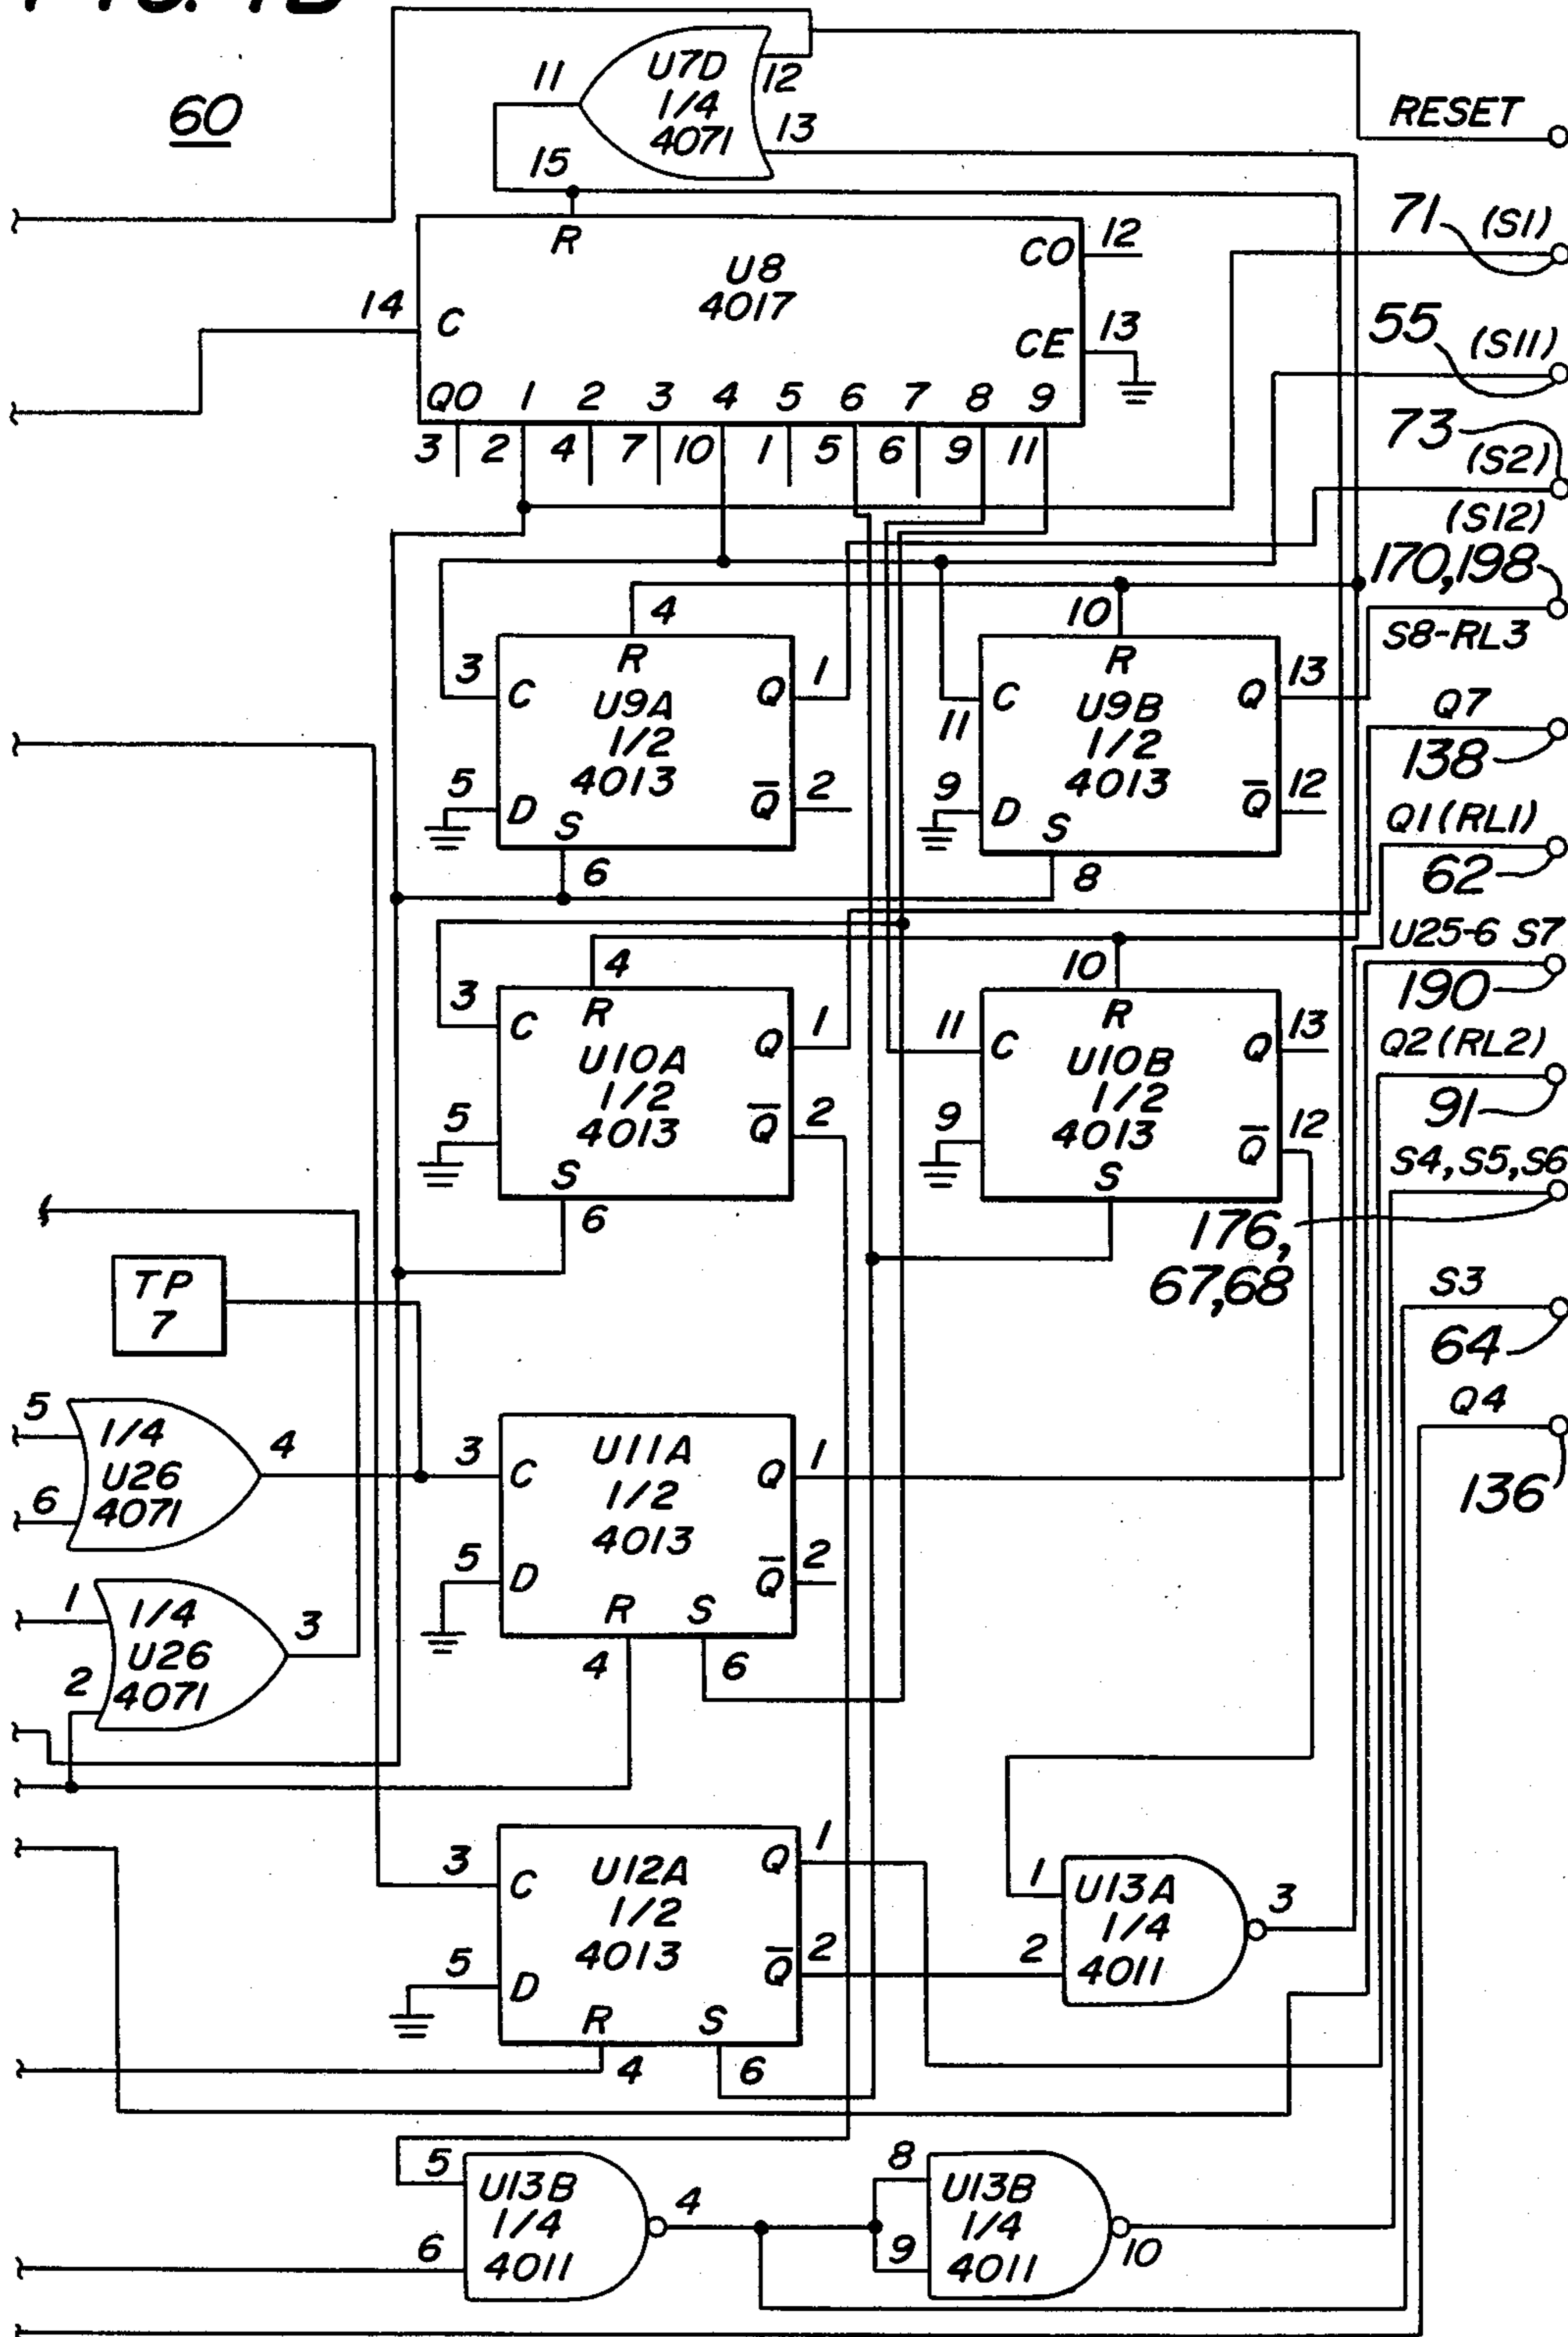 60
11
U7D
1/4
4071
12
13
RESET
15
R
U8
4017
CO
12
14
C
CE
13
71
(S1)
55
(S11)
Q0
1
2
3
4
5
6
7
8
9
3
2
4
7
10
1
5
6
9
11
73
(S2)
(S12)
170,198
S8-RL3
4
10
3
C
R
U9A
1/2
4013
Q
1
5
D
S
Q̅
2
6
11
C
R
U9B
1/2
4013
Q
13
9
D
S
Q̅
12
8
Q7
138
Q1(RL1)
62
U25-6 S7
190
Q2(RL2)
91
4
10
3
C
R
U10A
1/2
4013
Q
1
5
S
Q̅
2
6
11
C
R
U10B
1/2
4013
Q
13
9
S
Q̅
12
S4,S5,S6
176,
67,68
TP
7
S3
64
Q4
136
5
6
1/4
U26
4071
4
3
C
U11A
1/2
4013
Q
1
5
D
R
S
Q̅
2
4
6
1
2
1/4
U26
4071
3
3
C
U12A
1/2
4013
Q
1
5
D
R
S
Q̅
2
4
6
1
2
U13A
1/4
4011
3
5
6
U13B
1/4
4011
4
8
9
U13B
1/4
4011
10